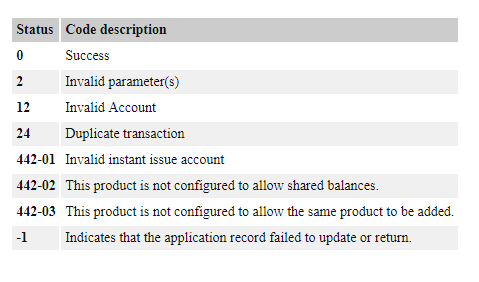 Status Code description
0 Success
2 Invalid parameter(s)
12 Invalid Account
24 Duplicate transaction
442-01 Invalid instant issue account
442-02 This product is not configured to allow shared balances.
442-03 This product is not configured to allow the same product to be added.
-1 Indicates that the application record failed to update or return.